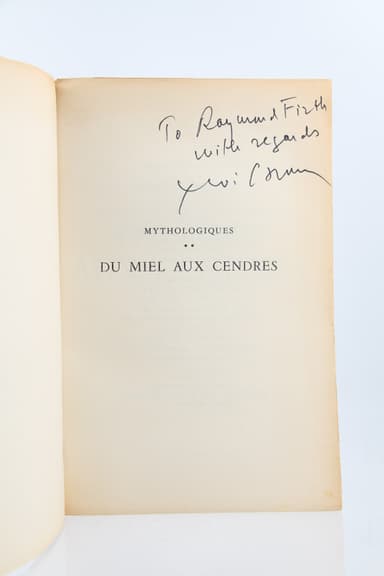 To Raymond Firth
with regards
MYTHOLOGIQUES
**
DU MIEL AUX CENDRES